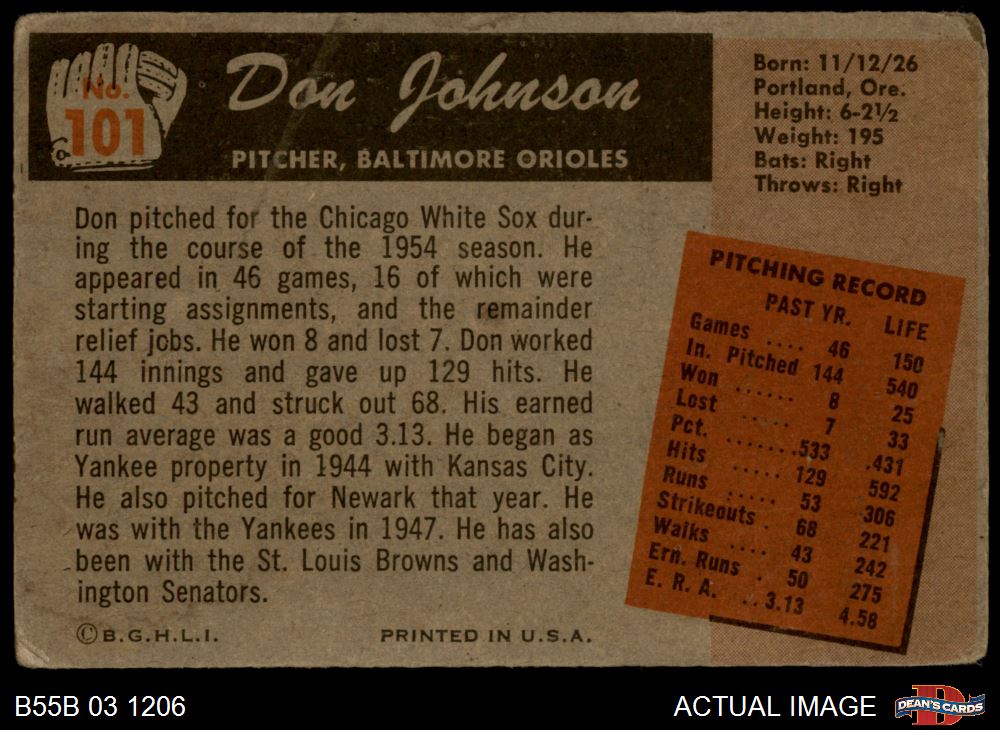 No.
101
Don Johnson
PITCHER, BALTIMORE ORIOLES
Born: 11/12/26
Portland, Ore.
Height: 6-2½
Weight: 195
Bats: Right
Throws: Right
Don pitched for the Chicago White Sox dur-
ing the course of the 1954 season. He
appeared in 46 games, 16 of which were
starting assignments, and the remainder
relief jobs. He won 8 and lost 7. Don worked
144 innings and gave up 129 hits. He
walked 43 and struck out 68. His earned
run average was a good 3.13. He began as
Yankee property in 1944 with Kansas City.
He also pitched for Newark that year. He
was with the Yankees in 1947. He has also
been with the St. Louis Browns and Wash-
ington Senators.
©B.G.H.L.I. PRINTED IN U.S.A.
PITCHING RECORD
PAST YR. LIFE
Games .... 46 150
In. Pitched 144 540
Won ...... 8 25
Lost ..... 7 33
Pct. .......533 .431
Hits ..... 129 592
Runs ..... 53 306
Strikeouts . 68 221
Walks .... 43 242
Ern. Runs . 50 275
E. R. A. ..3.13 4.58
B55B 03 1206
ACTUAL IMAGE
D
DEAN'S CARDS